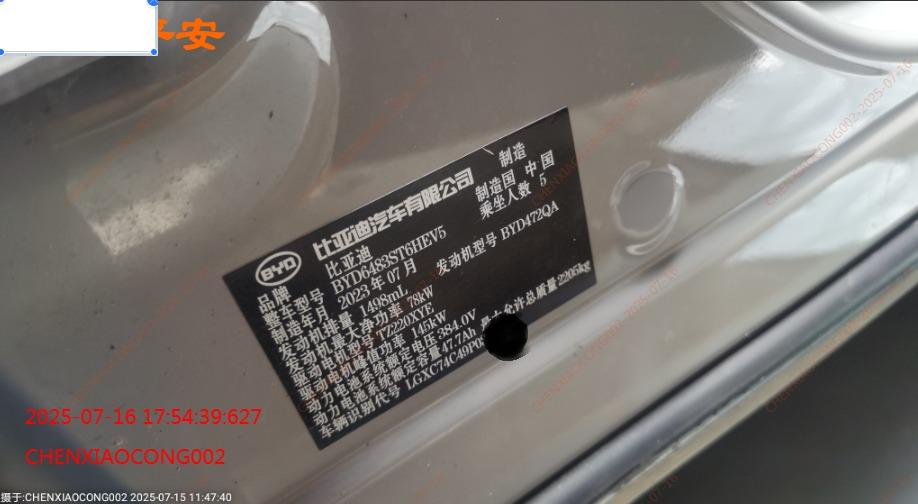 平安
BYD
比亚迪汽车有限公司 制造
品牌 比亚迪 制造国 中国
整车型号 BYD6483ST6HEV5 乘坐人数 5
制造年月 2023年07月 发动机型号 BYD472QA
发动机排量 1498mL
发动机最大净功率 78kW
驱动电机型号 TZ220XYE
驱动电机峰值功率 145kW
动力电池系统额定电压 384.0V 最大允许总质量 2205kg
动力电池系统额定容量 47.7Ah
车辆识别代号 LGXC74C49P0
2025-07-16 17:54:39:627
CHENXIAOCONG002
摄于:CHENXIAOCONG002 2025-07-15 11:47:40
CHENXIAOCONG002-2025-07-16